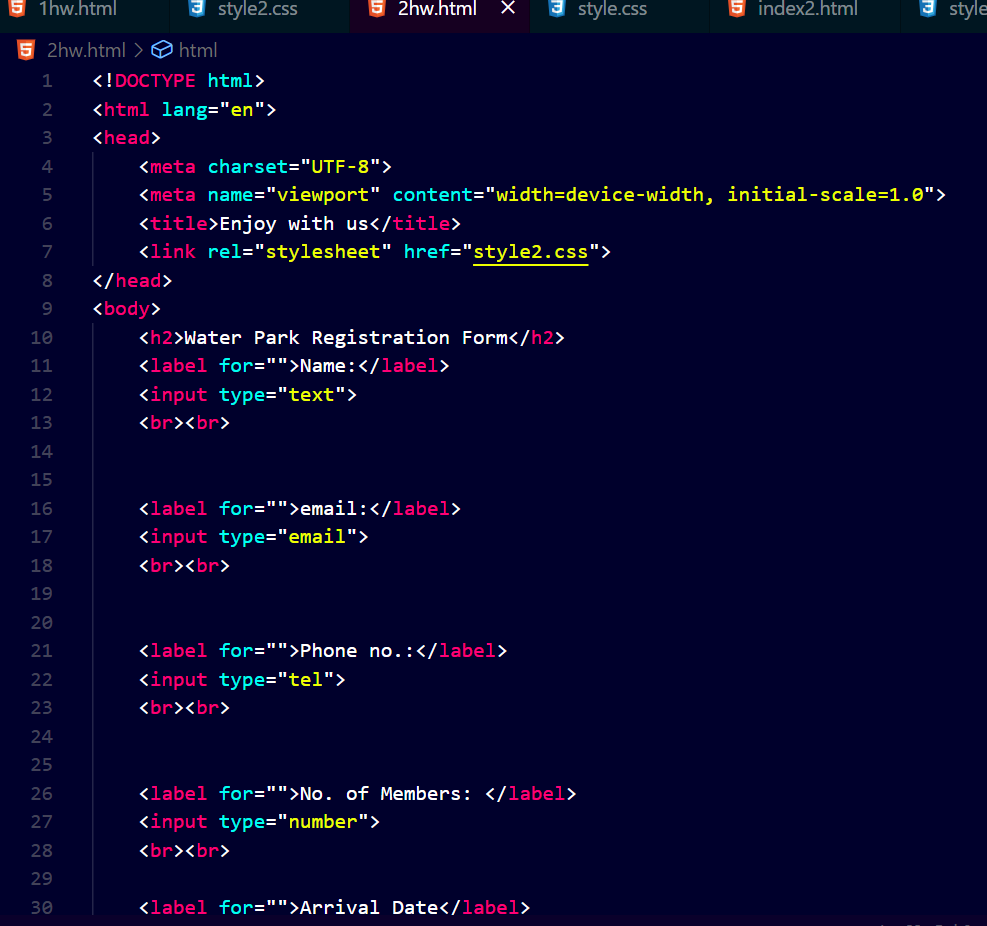 1hw.html style2.css 2hw.html × style.css index2.html style
2hw.html > html
1 <!DOCTYPE html>
2 <html lang="en">
3 <head>
4 <meta charset="UTF-8">
5 <meta name="viewport" content="width=device-width, initial-scale=1.0">
6 <title>Enjoy with us</title>
7 <link rel="stylesheet" href="style2.css">
8 </head>
9 <body>
10 <h2>Water Park Registration Form</h2>
11 <label for="">Name:</label>
12 <input type="text">
13 <br><br>
14
15
16 <label for="">email:</label>
17 <input type="email">
18 <br><br>
19
20
21 <label for="">Phone no.:</label>
22 <input type="tel">
23 <br><br>
24
25
26 <label for="">No. of Members: </label>
27 <input type="number">
28 <br><br>
29
30 <label for="">Arrival Date</label>